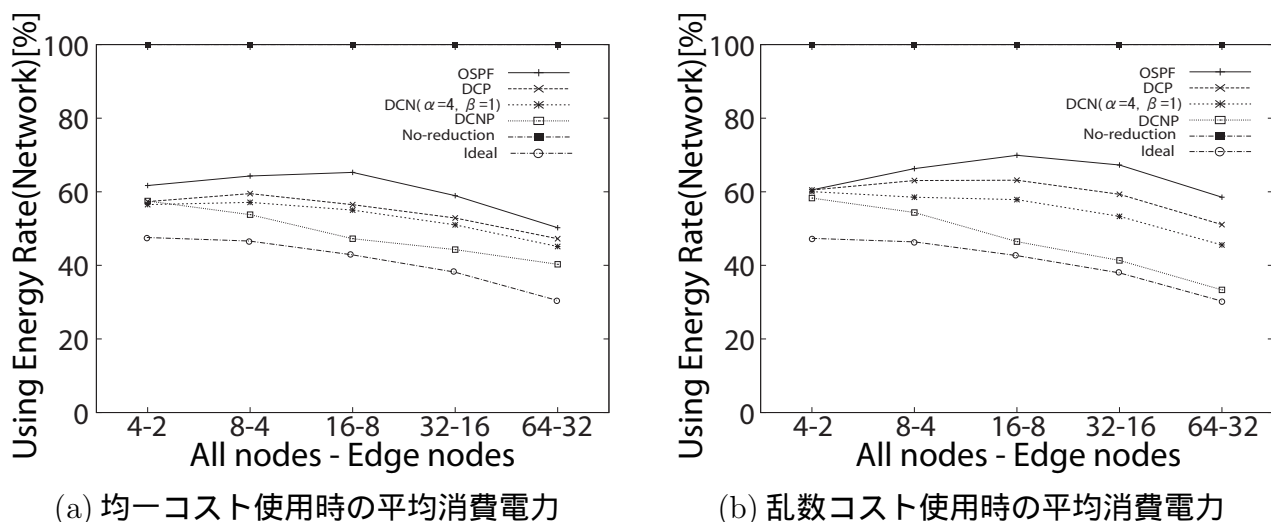 Using Energy Rate(Network)[%]
100
80
60
40
20
0
OSPF
DCP
DCN(α=4, β=1)
DCNP
No-reduction
Ideal
4-2 8-4 16-8 32-16 64-32
All nodes - Edge nodes
(a) 均一コスト使用時の平均消費電力
Using Energy Rate(Network)[%]
100
80
60
40
20
0
OSPF
DCP
DCN(α=4, β=1)
DCNP
No-reduction
Ideal
4-2 8-4 16-8 32-16 64-32
All nodes - Edge nodes
(b) 乱数コスト使用時の平均消費電力